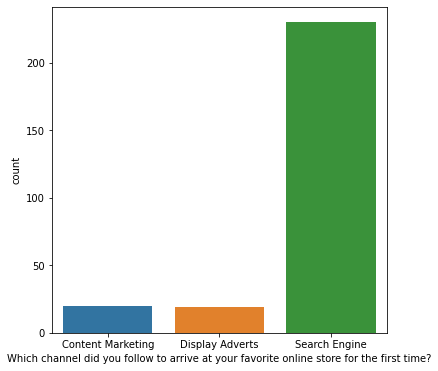 200
150
100
50
0
count
Content Marketing Display Adverts Search Engine
Which channel did you follow to arrive at your favorite online store for the first time?